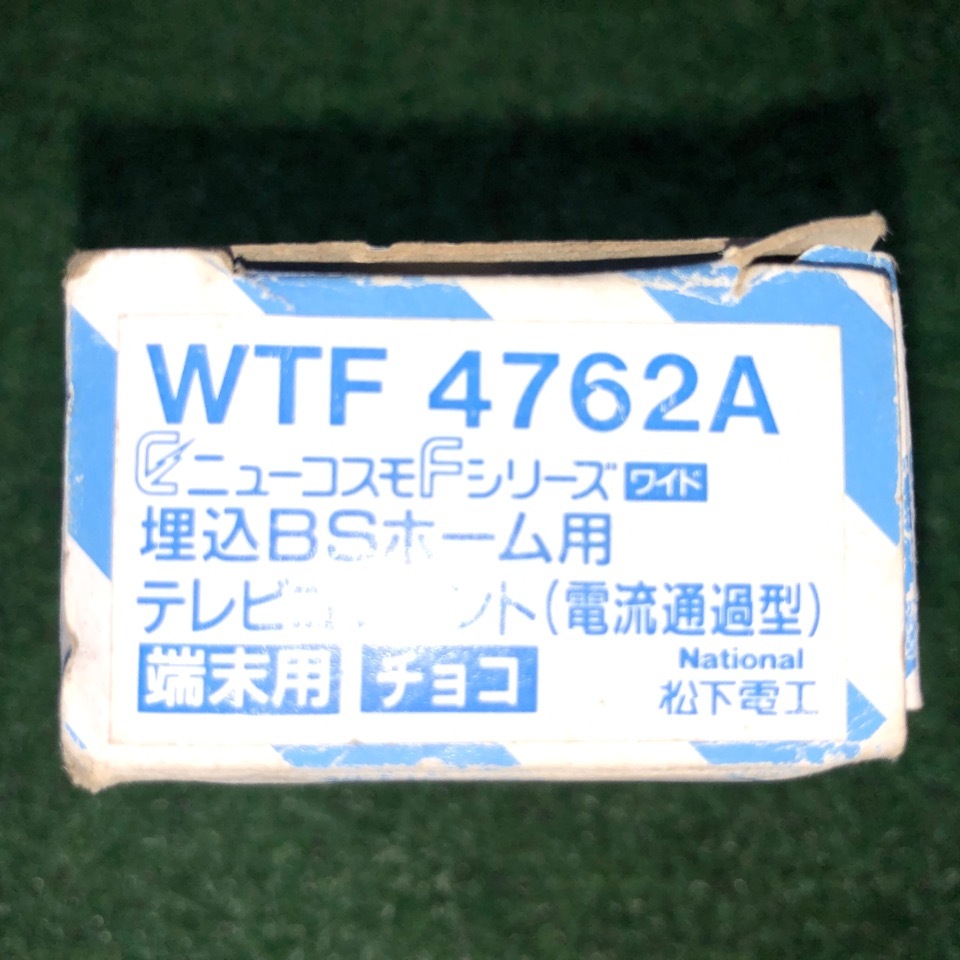 WTF 4762A
ニューコスモFシリーズ ワイド
埋込BSホーム用
テレビ ント(電流通過型)
端末用 チョコ
National
松下電工